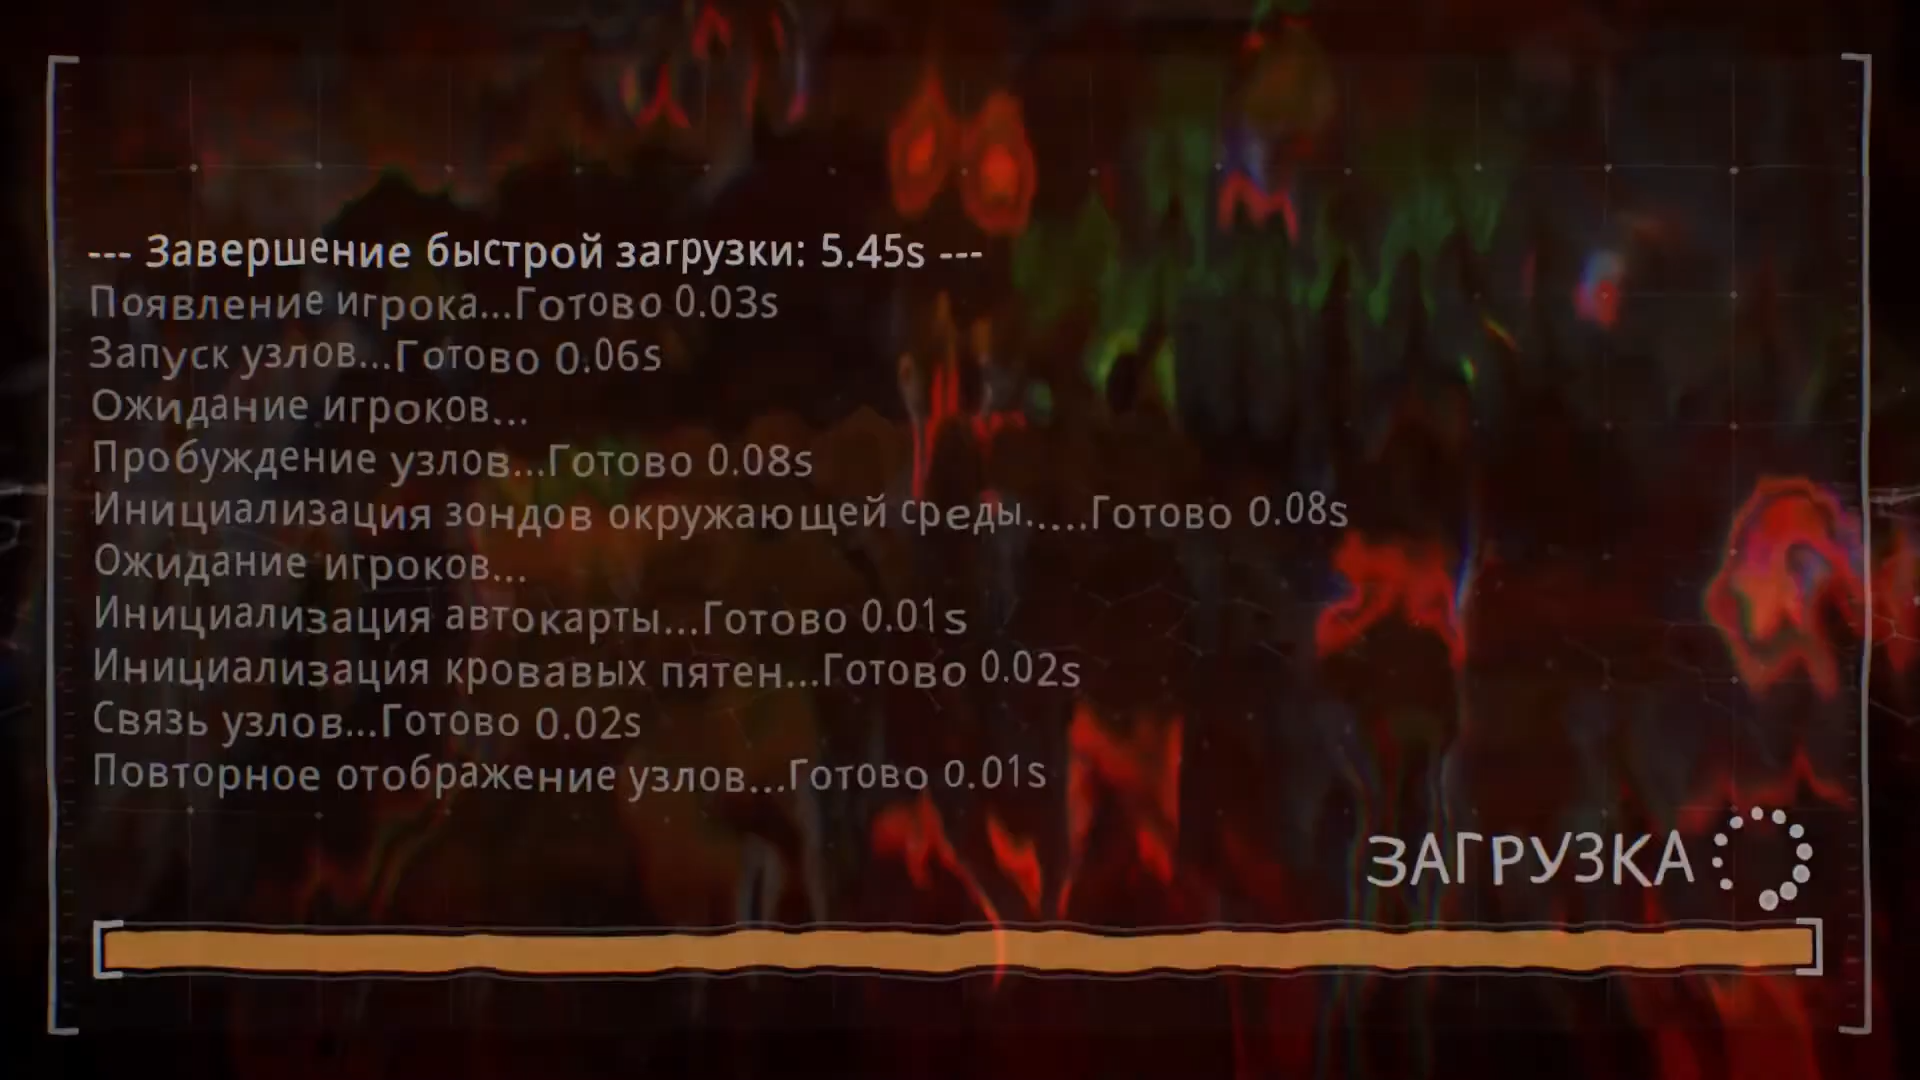 --- Завершение быстрой загрузки: 5.45s ---
Появление игрока...Готово 0.03s
Запуск узлов...Готово 0.06s
Ожидание игроков...
Пробуждение узлов...Готово 0.08s
Инициализация зондов окружающей среды.....Готово 0.08s
Ожидание игроков...
Инициализация автокарты...Готово 0.01s
Инициализация кровавых пятен...Готово 0.02s
Связь узлов...Готово 0.02s
Повторное отображение узлов...Готово 0.01s
ЗАГРУЗКА